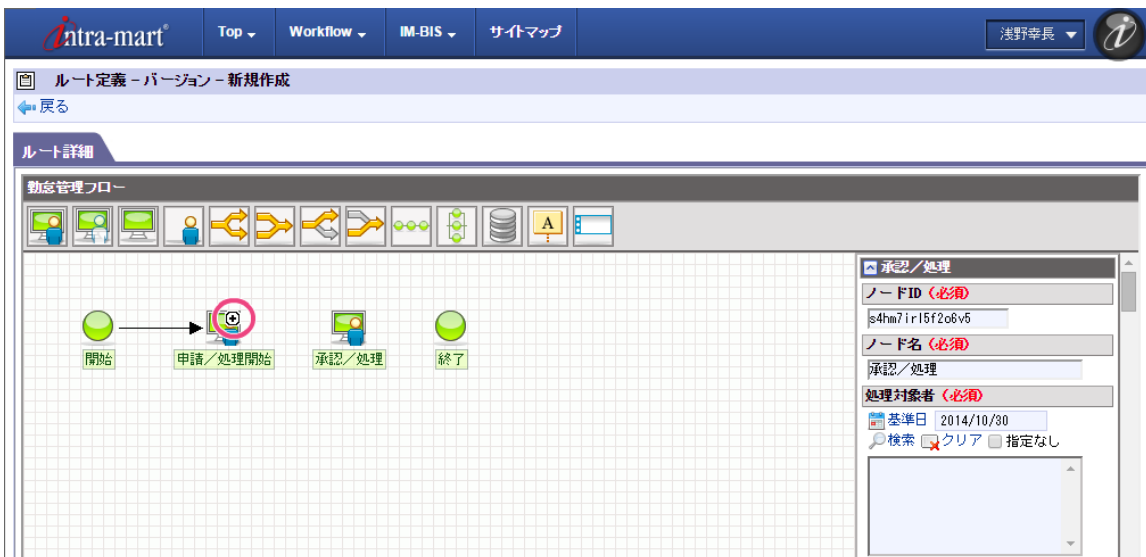 intra-mart® Top Workflow IM-BIS サイトマップ 浅野幸長
ルート定義 - バージョン - 新規作成
戻る
ルート詳細
勤怠管理フロー
A
承認／処理
ノードID（必須）
s4hm7irl5f2o6v5
ノード名（必須）
承認／処理
処理対象者（必須）
基準日 2014/10/30
検索 クリア 指定なし
開始 申請／処理開始 承認／処理 終了